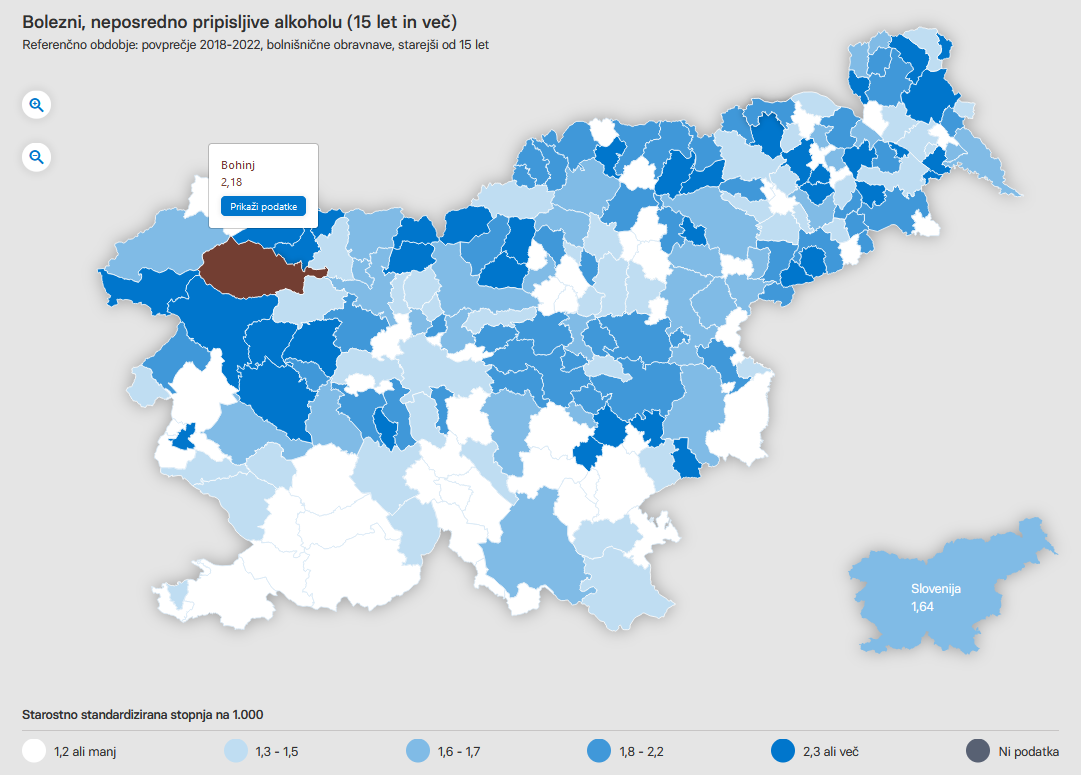 Bolezni, neposredno pripisljive alkoholu (15 let in več)
Referenčno obdobje: povprečje 2018-2022, bolnišnične obravnave, starejši od 15 let
Bohinj
2,18
Prikaži podatke
Slovenija
1,64
Starostno standardizirana stopnja na 1.000
1,2 ali manj
1,3 - 1,5
1,6 - 1,7
1,8 - 2,2
2,3 ali več
Ni podatka